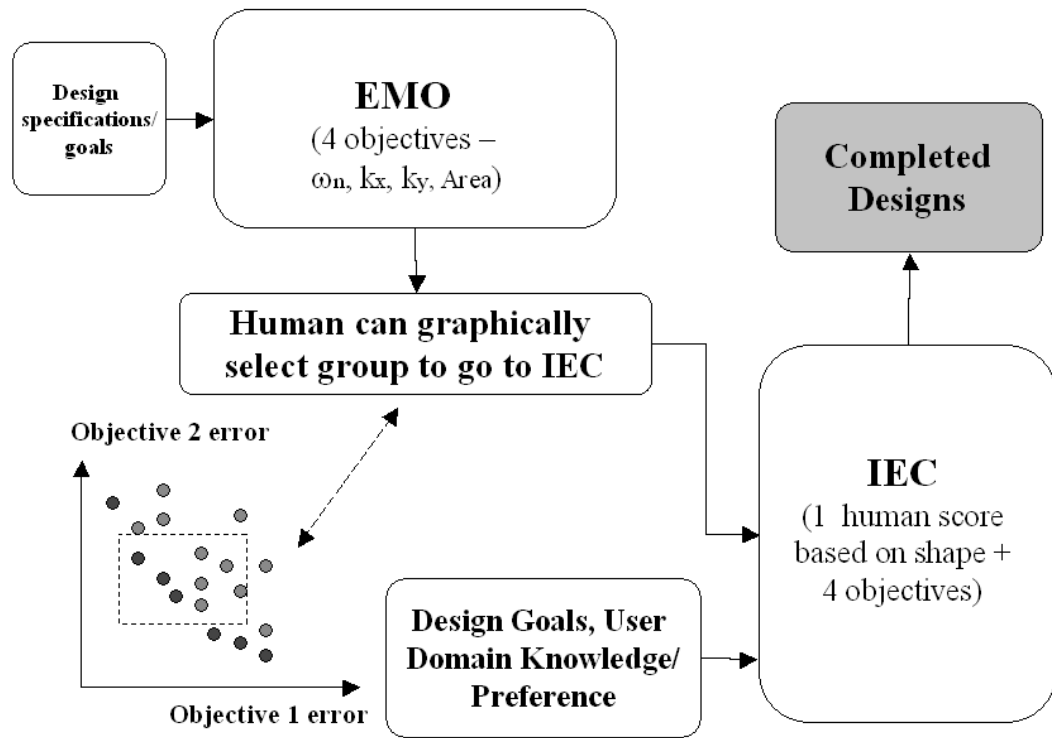 Design
specifications/
goals
EMO
(4 objectives –
ωn, kx, ky, Area)
Completed
Designs
Human can graphically
select group to go to IEC
Objective 2 error
Objective 1 error
IEC
(1 human score
based on shape +
4 objectives)
Design Goals, User
Domain Knowledge/
Preference